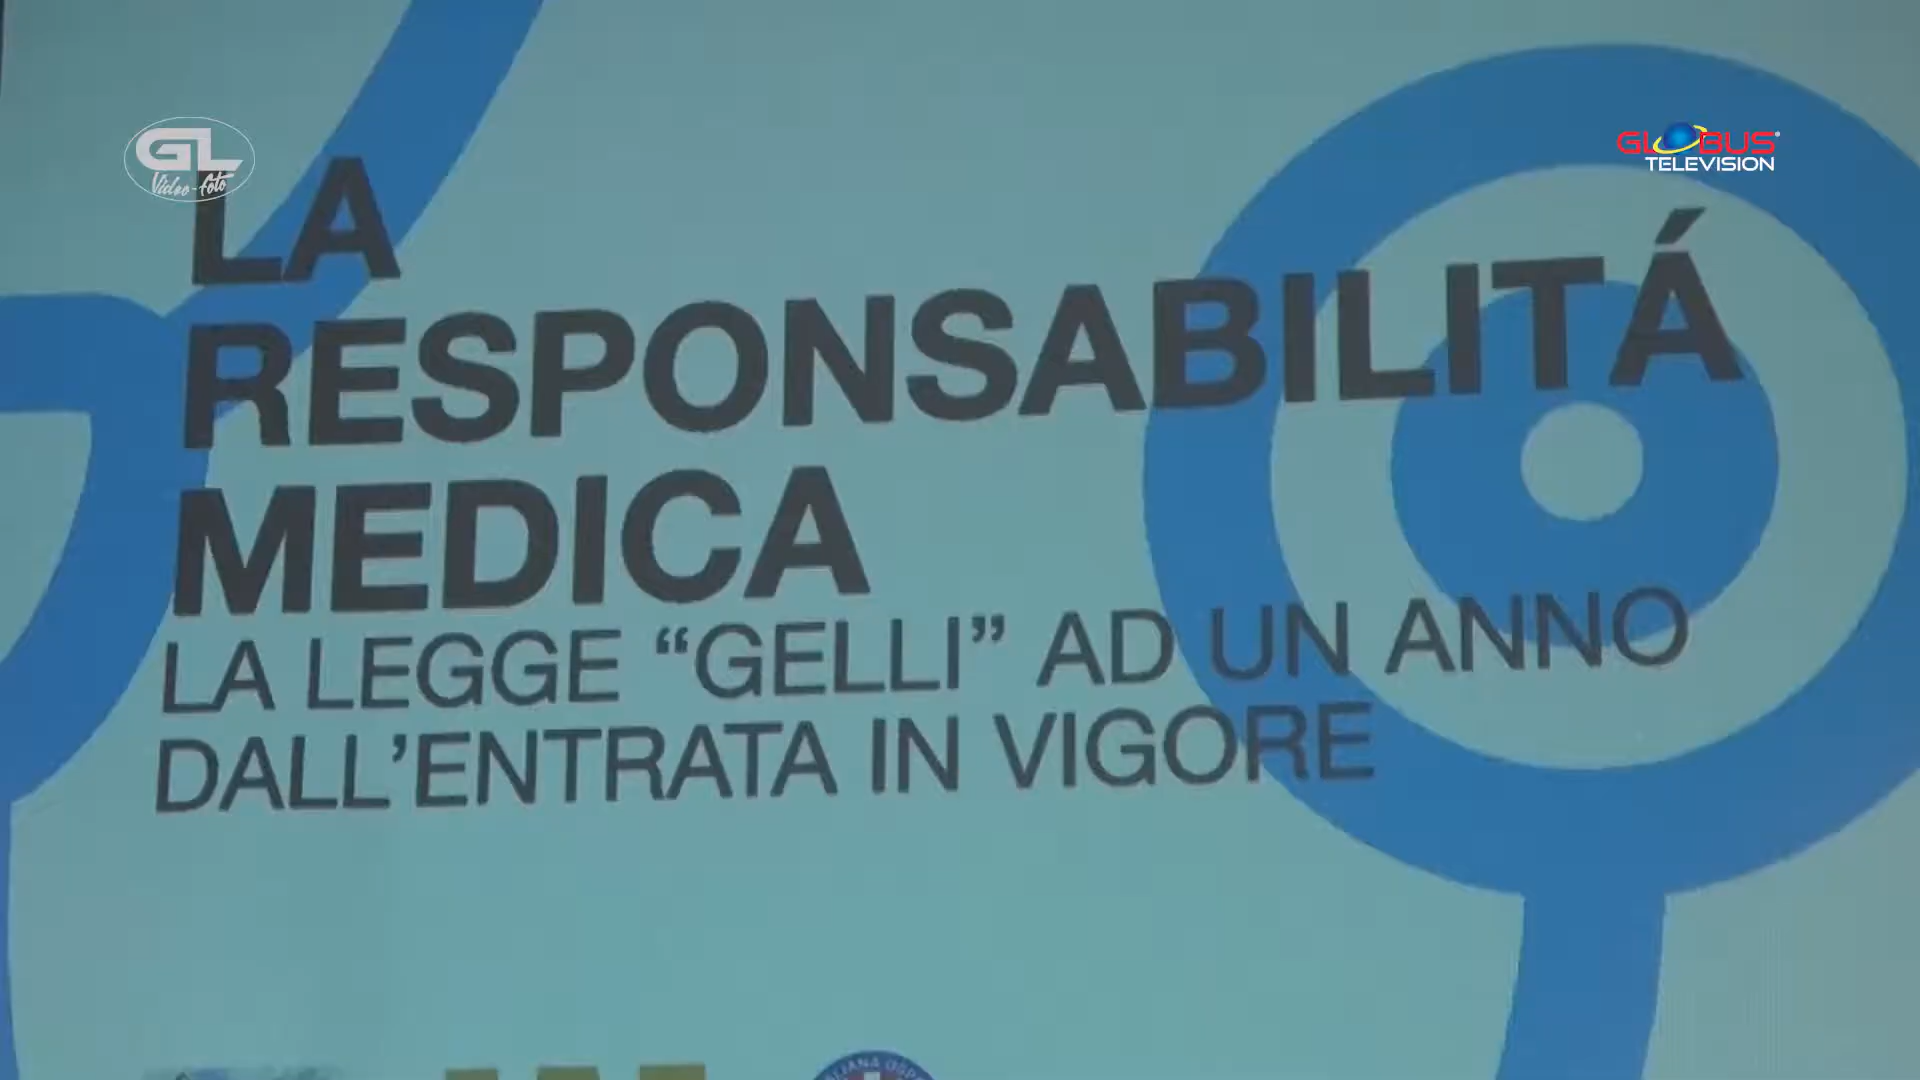 GL
Video-foto
GLOBUS
TELEVISION
LA
RESPONSABILITÁ
MEDICA
LA LEGGE “GELLI” AD UN ANNO
DALL’ENTRATA IN VIGORE